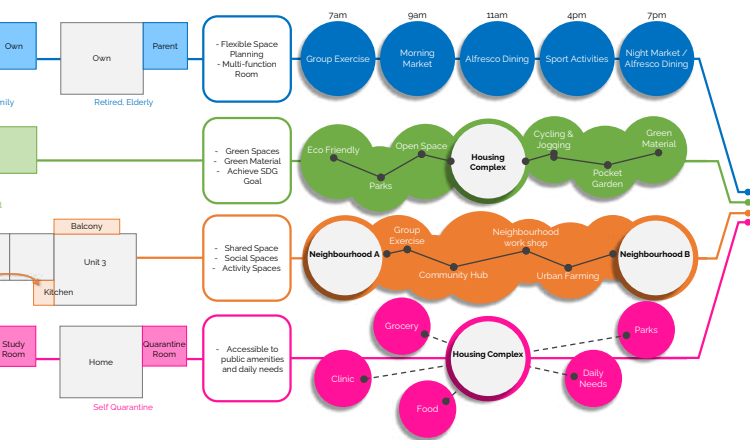 7am
9am
11am
4pm
7pm
Own
Own
Parent
- Flexible Space
Planning
- Multi-function
Room
Group Exercise
Morning
Market
Alfresco Dining
Sport Activities
Night Market /
Alfresco Dining
mily
Retired, Elderly
- Green Spaces
- Green Material
- Achieve SDG
Goal
Eco Friendly
Parks
Open Space
Housing
Complex
Cycling &
Jogging
Pocket
Garden
Green
Material
Balcony
Unit 3
Kitchen
- Shared Space
- Social Spaces
- Activity Spaces
Neighbourhood A
Group
Exercise
Community Hub
Neighbourhood
work shop
Urban Farming
Neighbourhood B
Study
Room
Home
Quarantine
Room
Self Quarantine
- Accessible to
public amenities
and daily needs
Grocery
Clinic
Food
Housing Complex
Parks
Daily
Needs